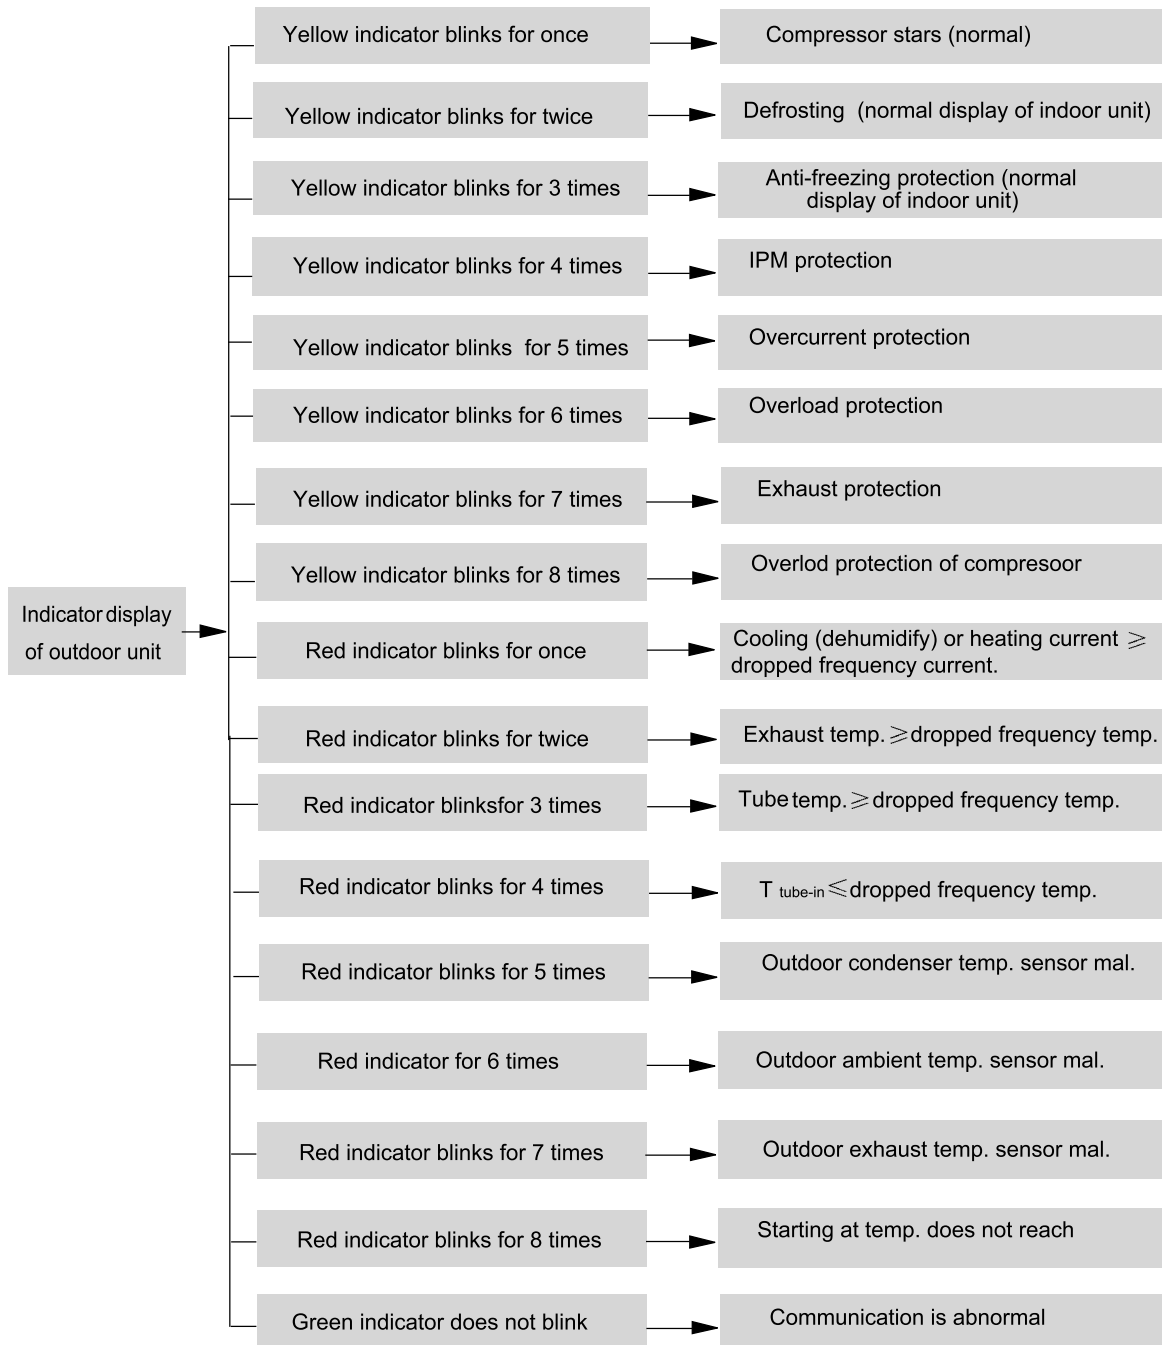 Yellow indicator blinks for once
Compressor stars (normal)
Yellow indicator blinks for twice
Defrosting (normal display of indoor unit)
Yellow indicator blinks for 3 times
Anti-freezing protection (normal
display of indoor unit)
Yellow indicator blinks for 4 times
IPM protection
Yellow indicator blinks for 5 times
Overcurrent protection
Yellow indicator blinks for 6 times
Overload protection
Yellow indicator blinks for 7 times
Exhaust protection
Yellow indicator blinks for 8 times
Overlod protection of compresoor
Indicator display
of outdoor unit
Red indicator blinks for once
Cooling (dehumidify) or heating current ≥
dropped frequency current.
Red indicator blinks for twice
Exhaust temp. ≥ dropped frequency temp.
Red indicator blinksfor 3 times
Tube temp. ≥ dropped frequency temp.
Red indicator blinks for 4 times
T tube-in ≤ dropped frequency temp.
Red indicator blinks for 5 times
Outdoor condenser temp. sensor mal.
Red indicator for 6 times
Outdoor ambient temp. sensor mal.
Red indicator blinks for 7 times
Outdoor exhaust temp. sensor mal.
Red indicator blinks for 8 times
Starting at temp. does not reach
Green indicator does not blink
Communication is abnormal